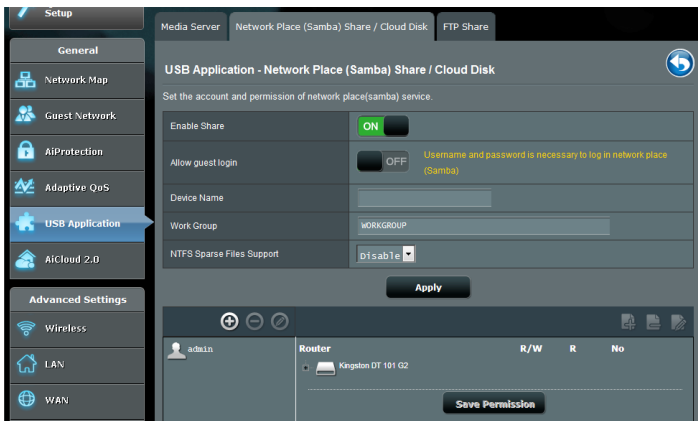 Setup
General
Network Map
Guest Network
AiProtection
Adaptive QoS
USB Application
AiCloud 2.0
Advanced Settings
Wireless
LAN
WAN
Media Server
Network Place (Samba) Share / Cloud Disk
FTP Share
USB Application - Network Place (Samba) Share / Cloud Disk
Set the account and permission of network place(samba) service.
Enable Share
ON
Allow guest login
OFF
Username and password is necessary to log in network place
(Samba)
Device Name
Work Group
WORKGROUP
NTFS Sparse Files Support
Disable
Apply
admin
Router R/W R No
Kingston DT 101 G2
Save Permission